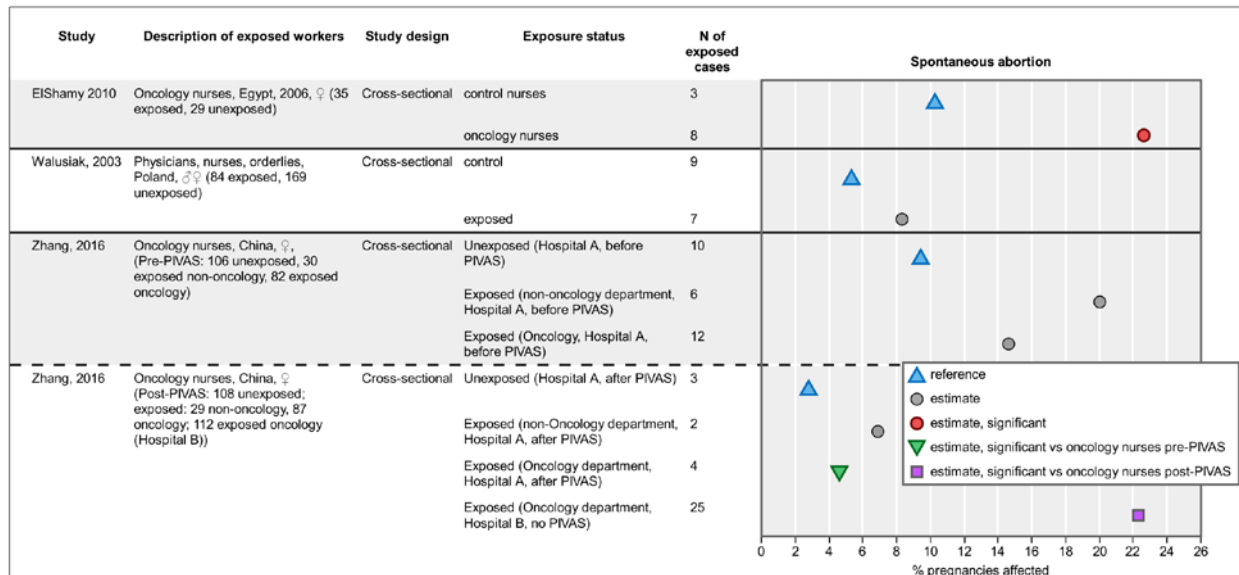 Study Description of exposed workers Study design Exposure status N of exposed cases
Spontaneous abortion
ElShamy 2010 Oncology nurses, Egypt, 2006, ♀ (35 Cross-sectional control nurses 3
exposed, 29 unexposed)
oncology nurses 8
Walusiak, 2003 Physicians, nurses, orderlies, Cross-sectional control 9
Poland, ♂♀ (84 exposed, 169
unexposed)
exposed 7
Zhang, 2016 Oncology nurses, China, ♀, Cross-sectional Unexposed (Hospital A, before 10
(Pre-PIVAS: 106 unexposed, 30 PIVAS)
exposed non-oncology, 82 exposed
oncology) Exposed (non-oncology department, 6
Hospital A, before PIVAS)
Exposed (Oncology, Hospital A, 12
before PIVAS)
Zhang, 2016 Oncology nurses, China, ♀ Cross-sectional Unexposed (Hospital A, after PIVAS) 3
(Post-PIVAS: 108 unexposed;
exposed: 29 non-oncology, 87
oncology; 112 exposed oncology Exposed (non-Oncology department, 2
(Hospital B)) Hospital A, after PIVAS)
Exposed (Oncology department, 4
Hospital A, after PIVAS)
Exposed (Oncology department, 25
Hospital B, no PIVAS)
reference
estimate
estimate, significant
estimate, significant vs oncology nurses pre-PIVAS
estimate, significant vs oncology nurses post-PIVAS
0 2 4 6 8 10 12 14 16 18 20 22 24 26
% pregnancies affected